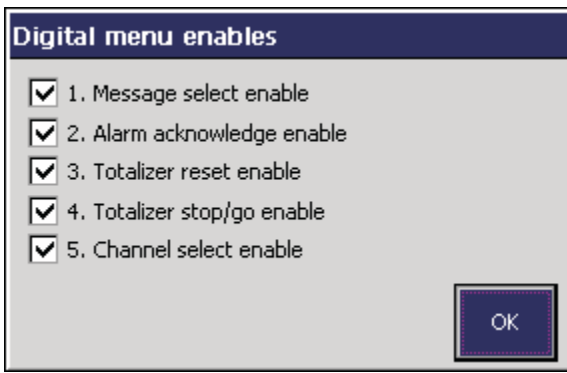 Digital menu enables
1. Message select enable
2. Alarm acknowledge enable
3. Totalizer reset enable
4. Totalizer stop/go enable
5. Channel select enable
OK